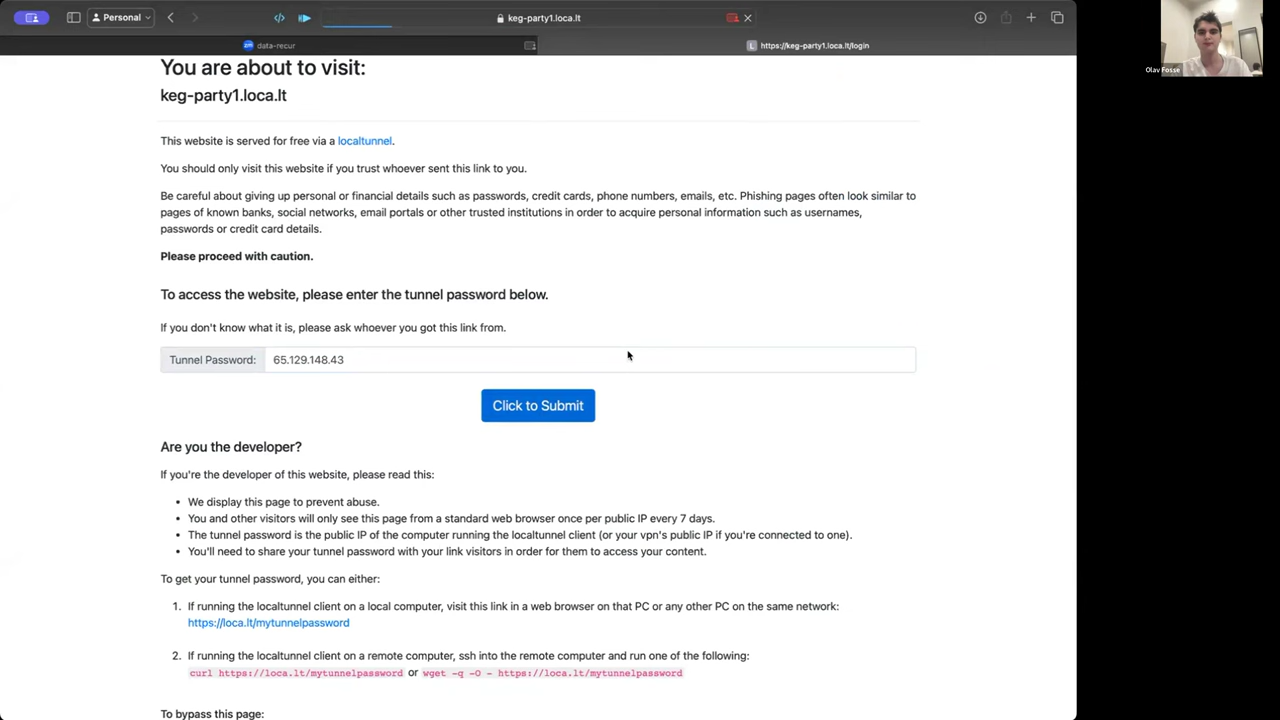 Personal
keg-party1.loca.lt
data-recur
L https://keg-party1.loca.lt/login
Olav Fosse
You are about to visit:
keg-party1.loca.lt
This website is served for free via a localtunnel.
You should only visit this website if you trust whoever sent this link to you.
Be careful about giving up personal or financial details such as passwords, credit cards, phone numbers, emails, etc. Phishing pages often look similar to
pages of known banks, social networks, email portals or other trusted institutions in order to acquire personal information such as usernames,
passwords or credit card details.
Please proceed with caution.
To access the website, please enter the tunnel password below.
If you don't know what it is, please ask whoever you got this link from.
Tunnel Password: 65.129.148.43
Click to Submit
Are you the developer?
If you're the developer of this website, please read this:
• We display this page to prevent abuse.
• You and other visitors will only see this page from a standard web browser once per public IP every 7 days.
• The tunnel password is the public IP of the computer running the localtunnel client (or your vpn's public IP if you're connected to one).
• You'll need to share your tunnel password with your link visitors in order for them to access your content.
To get your tunnel password, you can either:
1. If running the localtunnel client on a local computer, visit this link in a web browser on that PC or any other PC on the same network:
https://loca.lt/mytunnelpassword
2. If running the localtunnel client on a remote computer, ssh into the remote computer and run one of the following:
curl https://loca.lt/mytunnelpassword or wget -q -O - https://loca.lt/mytunnelpassword
To bypass this page: